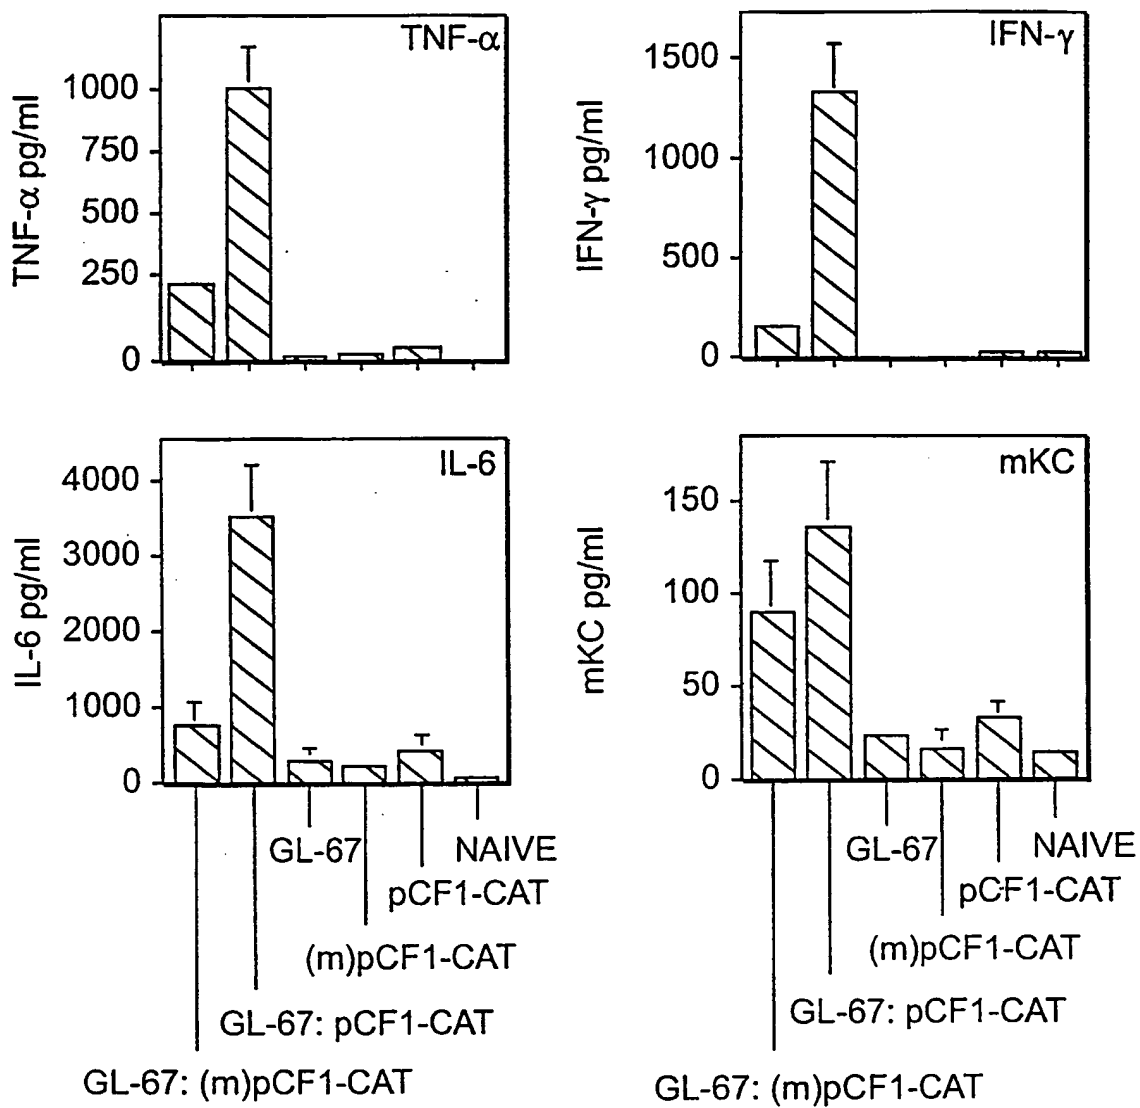 TNF-α
TNF-α pg/ml
1000
750
500
250
0
IFN-γ
IFN-γ pg/ml
1500
1000
500
0
IL-6
IL-6 pg/ml
4000
3000
2000
1000
0
GL-67
NAIVE
pCF1-CAT
(m)pCF1-CAT
GL-67: pCF1-CAT
GL-67: (m)pCF1-CAT
mKC
mKC pg/ml
150
100
50
0
GL-67
NAIVE
pCF1-CAT
(m)pCF1-CAT
GL-67: pCF1-CAT
GL-67: (m)pCF1-CAT